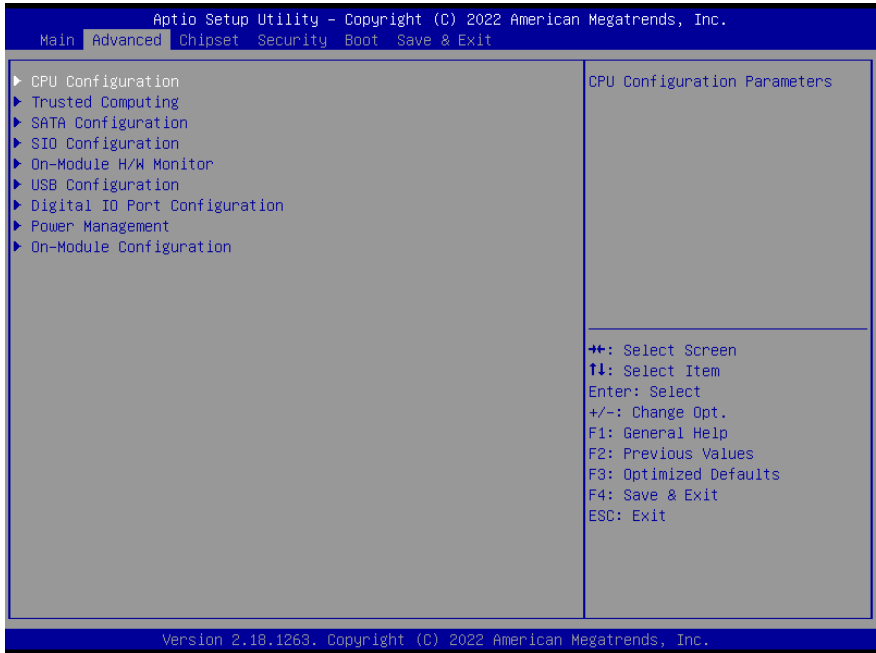 Aptio Setup Utility – Copyright (C) 2022 American Megatrends, Inc.
Main Advanced Chipset Security Boot Save & Exit
CPU Configuration
Trusted Computing
SATA Configuration
SIO Configuration
On-Module H/W Monitor
USB Configuration
Digital IO Port Configuration
Power Management
On-Module Configuration
CPU Configuration Parameters
→←: Select Screen
↑↓: Select Item
Enter: Select
+/-: Change Opt.
F1: General Help
F2: Previous Values
F3: Optimized Defaults
F4: Save & Exit
ESC: Exit
Version 2.18.1263. Copyright (C) 2022 American Megatrends, Inc.